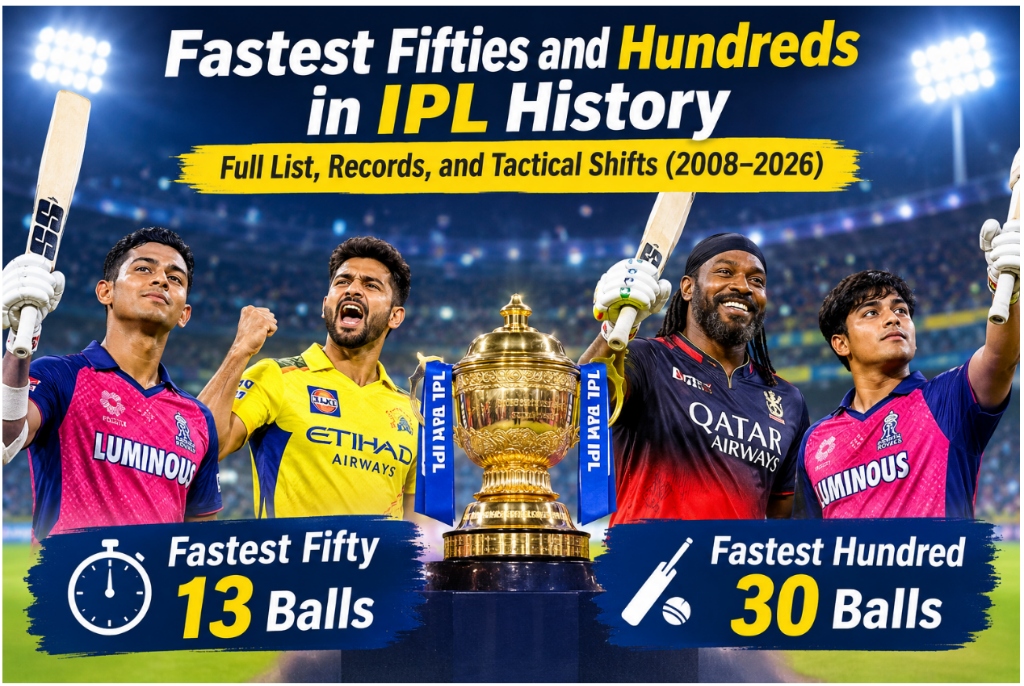 Fastest Fifties and Hundreds
in IPL History
Full List, Records, and Tactical Shifts (2008–2026)
LUMINOUS
ETIHAD
AIRWAYS
QATAR
AIRWAYS
LUMINOUS
Fastest Fifty
13 Balls
Fastest Hundred
30 Balls